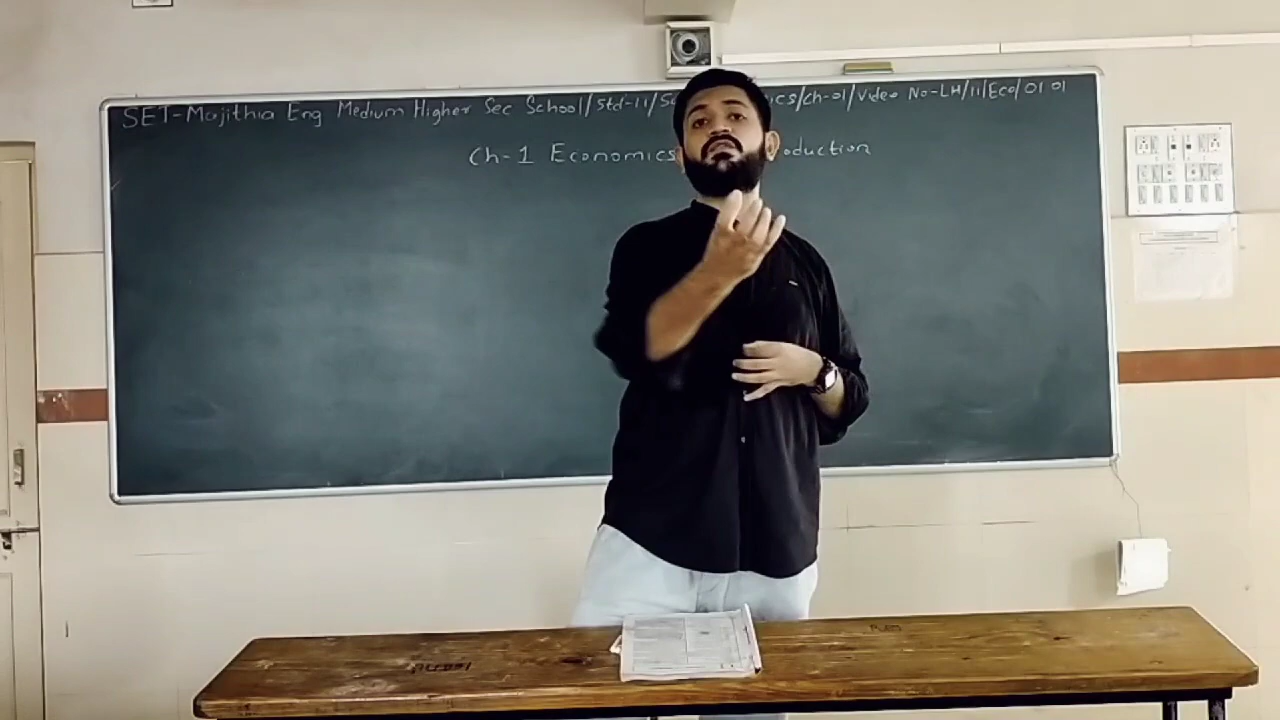 SET-Majithia Eng Medium Higher Sec School/Std-11/S cs/Ch-01/Video No-LH/11/Eco/01 01
Ch-1 Economics oduction